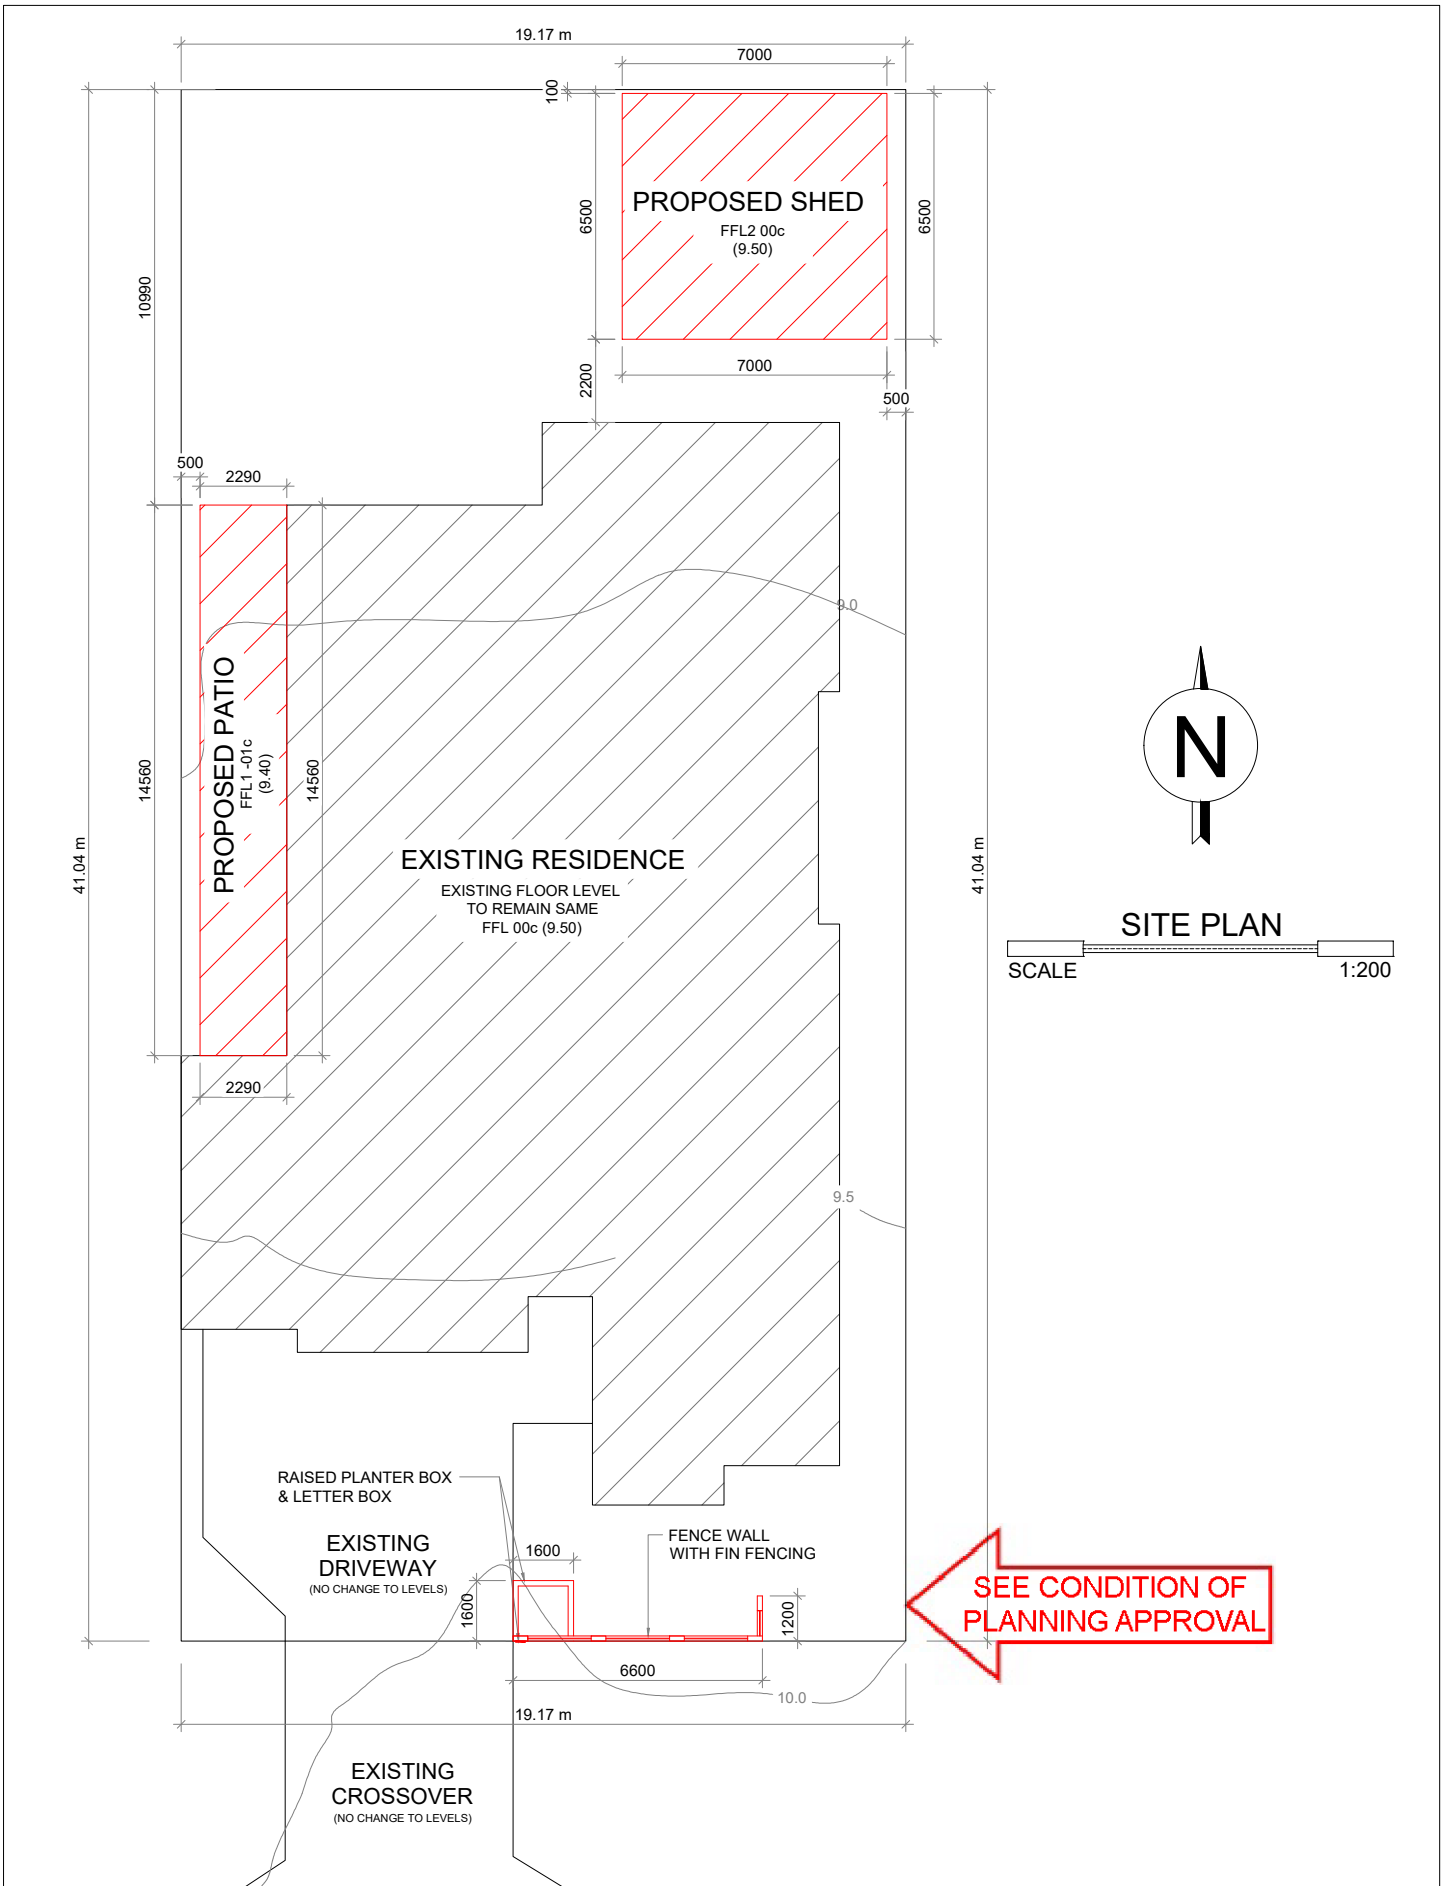 19.17 m
7000
100
PROPOSED SHED
FFL2 00c
(9.50)
6500
6500
10990
7000
2200
500
500
2290
9.0
PROPOSED PATIO
FFL1 -01c
(9.40)
14560
14560
41.04 m
41.04 m
N
EXISTING RESIDENCE
EXISTING FLOOR LEVEL
TO REMAIN SAME
FFL 00c (9.50)
SITE PLAN
SCALE
1:200
2290
9.5
RAISED PLANTER BOX
& LETTER BOX
EXISTING
DRIVEWAY
(NO CHANGE TO LEVELS)
1600
1600
FENCE WALL
WITH FIN FENCING
1200
SEE CONDITION OF
PLANNING APPROVAL
6600
10.0
19.17 m
EXISTING
CROSSOVER
(NO CHANGE TO LEVELS)